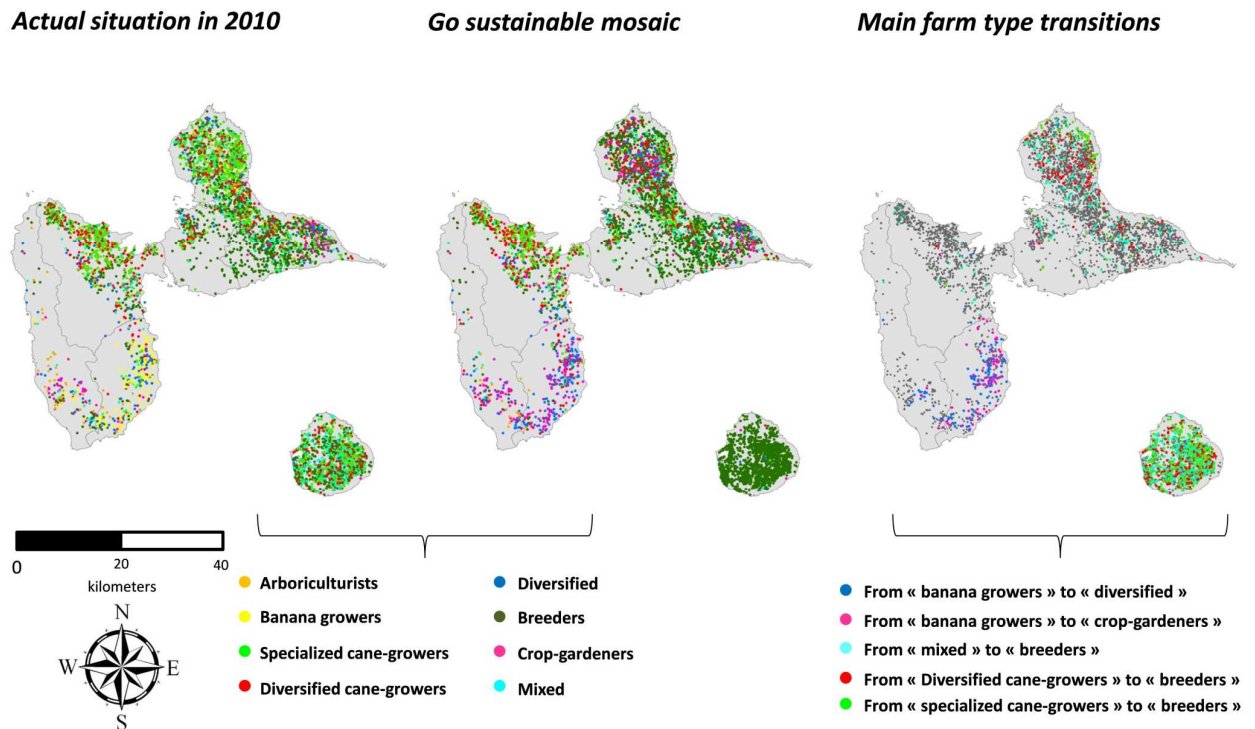 Actual situation in 2010
Go sustainable mosaic
Main farm type transitions
0
20
40
kilometers
N
W
E
S
Arboriculturists
Banana growers
Specialized cane-growers
Diversified cane-growers
Diversified
Breeders
Crop-gardeners
Mixed
From « banana growers » to « diversified »
From « banana growers » to « crop-gardeners »
From « mixed » to « breeders »
From « Diversified cane-growers » to « breeders »
From « specialized cane-growers » to « breeders »